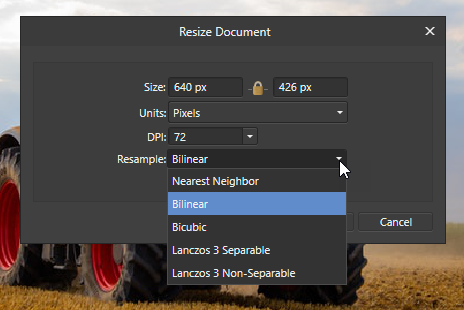 Resize Document
Size: 640 px 426 px
Units: Pixels
DPI: 72
Resample: Bilinear
Nearest Neighbor
Bilinear
Bicubic
Cancel
Lanczos 3 Separable
Lanczos 3 Non-Separable